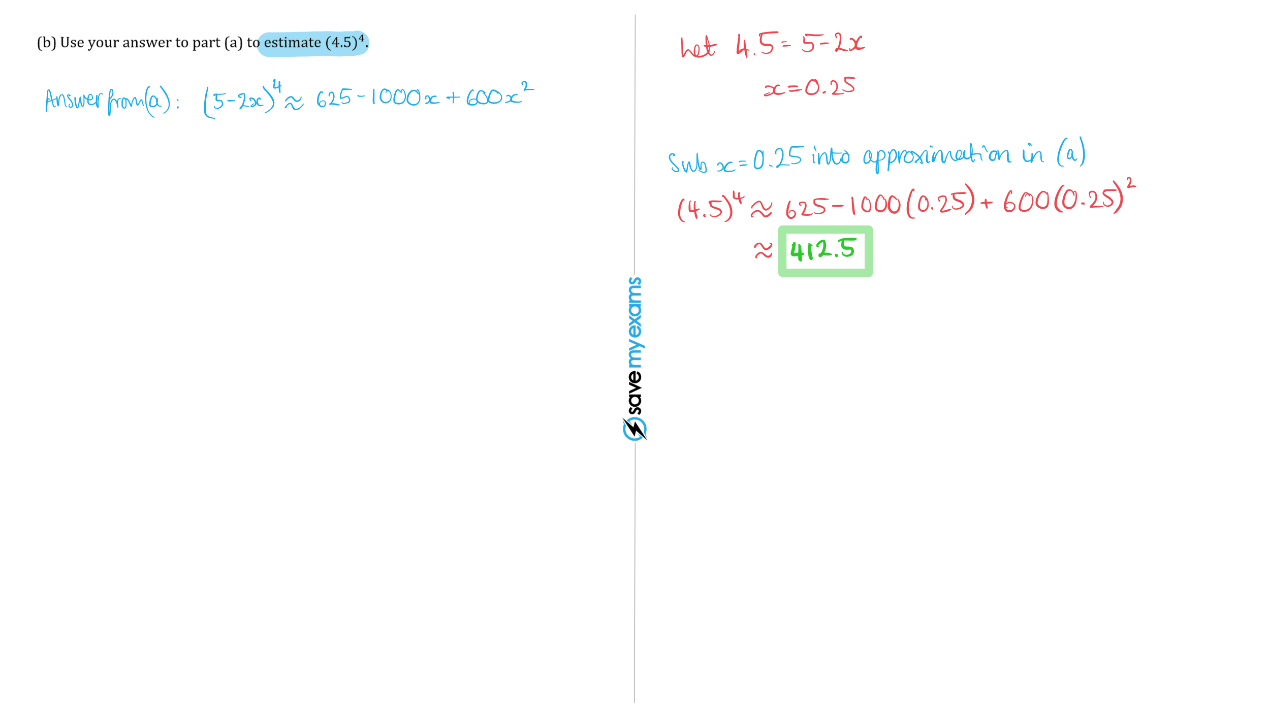 (b) Use your answer to part (a) to estimate (4.5)⁴.
Answer from (a): (5-2x)⁴ ≈ 625-1000x + 600x²
Let 4.5 = 5-2x
x = 0.25
Sub x = 0.25 into approximation in (a)
(4.5)⁴ ≈ 625-1000(0.25) + 600(0.25)²
≈ 412.5
save my exams